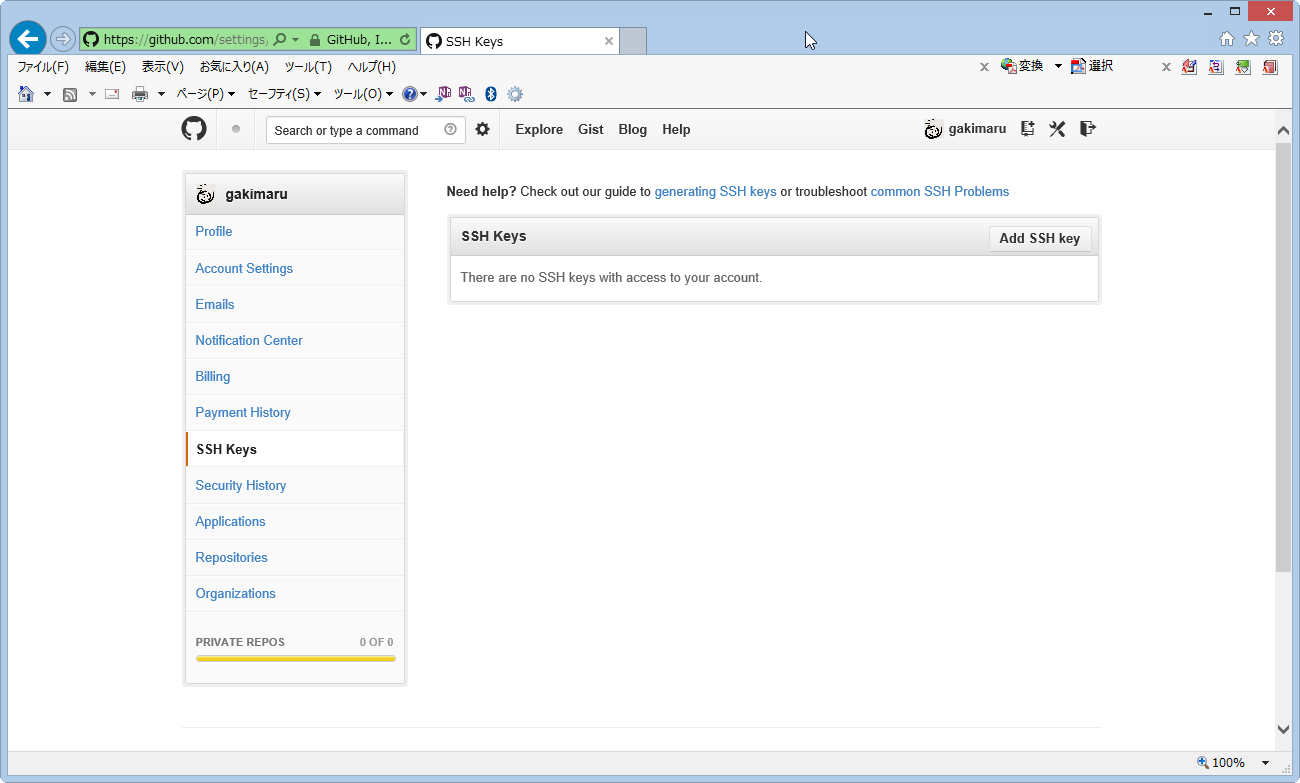 https://github.com/settings/ GitHub, I... SSH Keys
ファイル(F) 編集(E) 表示(V) お気に入り(A) ツール(T) ヘルプ(H) 変換 選択
ページ(P) セーフティ(S) ツール(O)
Search or type a command Explore Gist Blog Help gakimaru
gakimaru
Profile
Account Settings
Emails
Notification Center
Billing
Payment History
SSH Keys
Security History
Applications
Repositories
Organizations
PRIVATE REPOS 0 OF 0
Need help? Check out our guide to generating SSH keys or troubleshoot common SSH Problems
SSH Keys Add SSH key
There are no SSH keys with access to your account.
100%